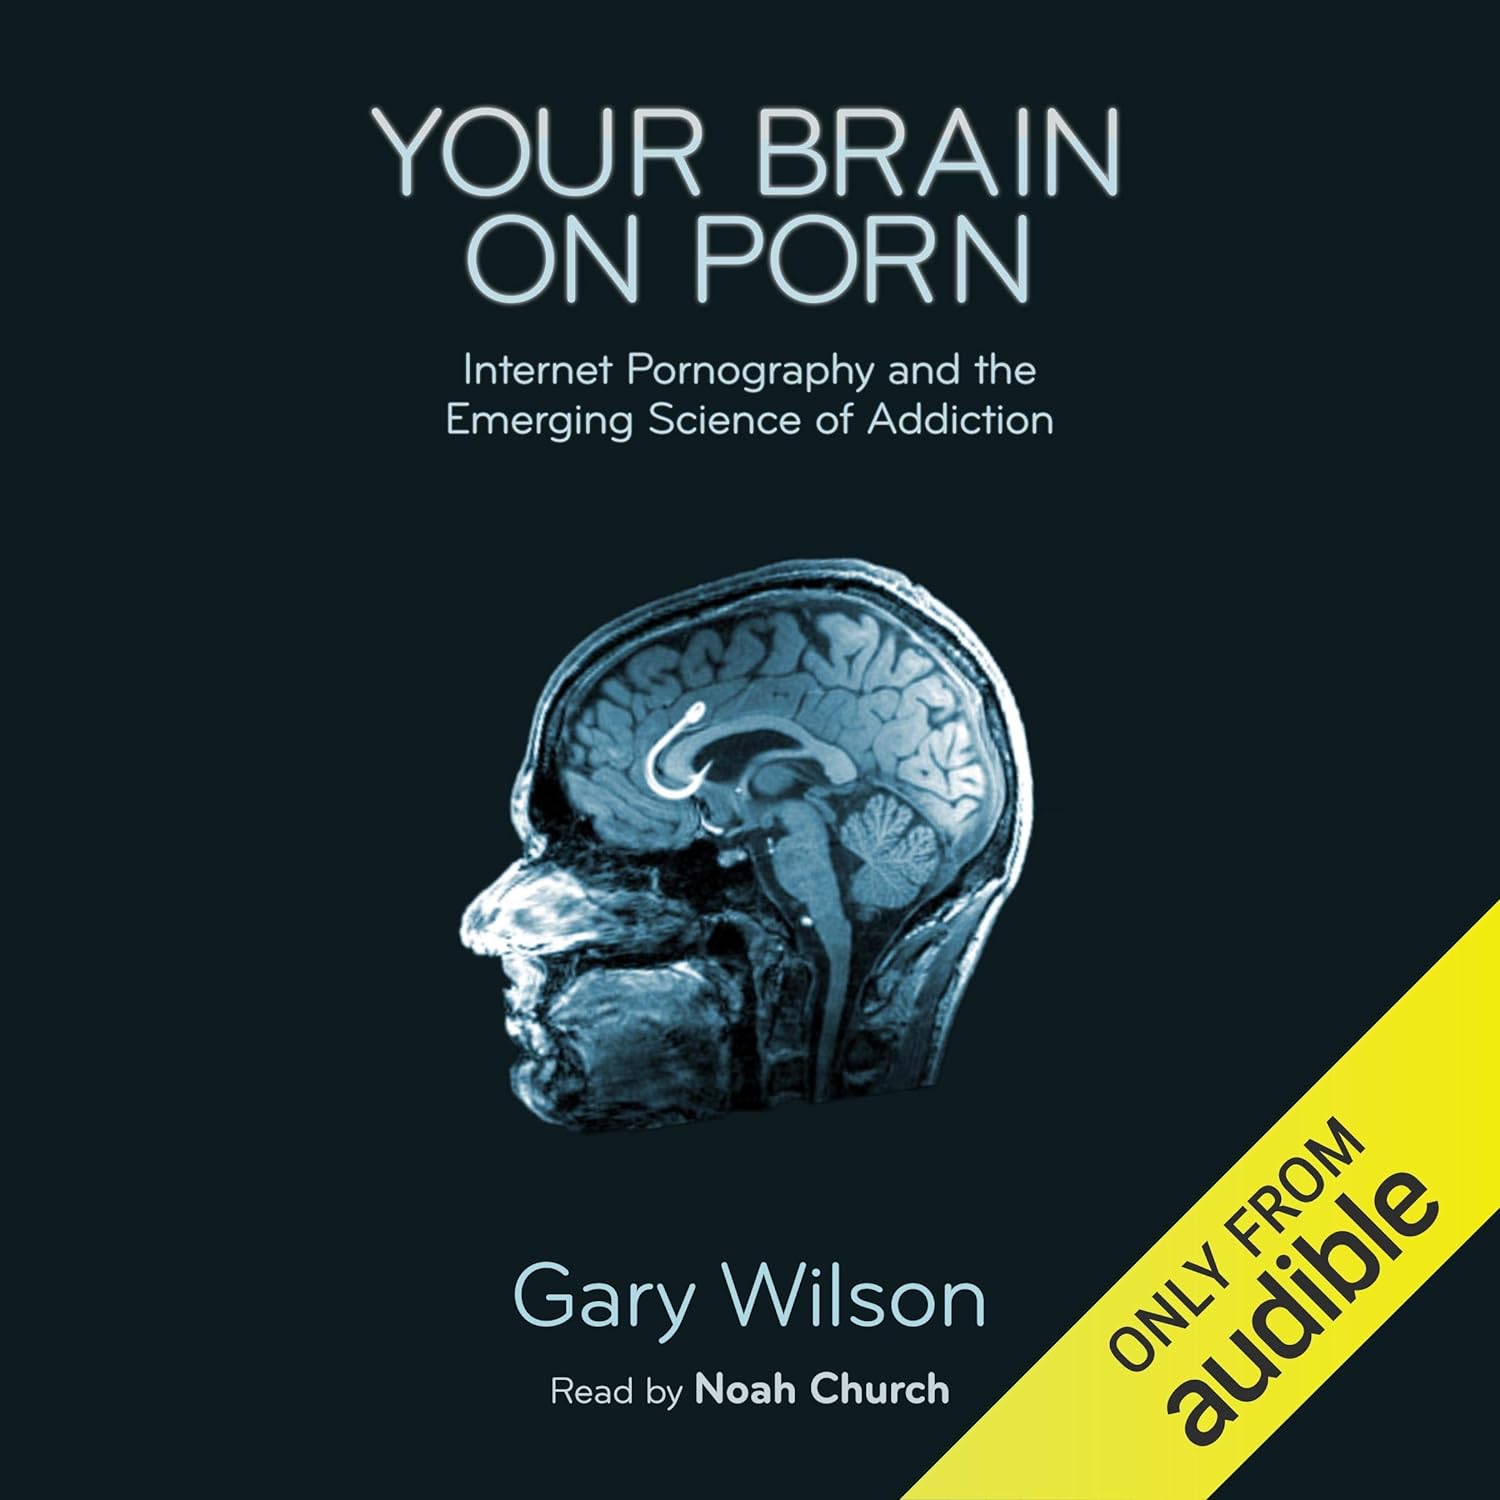 YOUR BRAIN
ON PORN
Internet Pornography and the
Emerging Science of Addiction
Gary Wilson
Read by Noah Church
ONLY FROM
audible